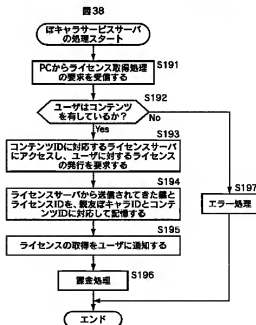 図38
ぽキャラサービスサーバ
の処理スタート
S191
PCからライセンス取得処理
の要求を受信する
S192
ユーザはコンテンツ
を有しているか?
No
Yes
S193
コンテンツIDに対応するライセンスサーバ
にアクセスし、ユーザに対するライセンス
の発行を要求する
S194
ライセンスサーバから送信されてきた鍵と
ライセンスIDを、親友ぽキャラIDとコンテ
ンツIDに対応して記憶する
S197
エラー処理
S195
ライセンスの取得をユーザに通知する
S196
課金処理
エンド